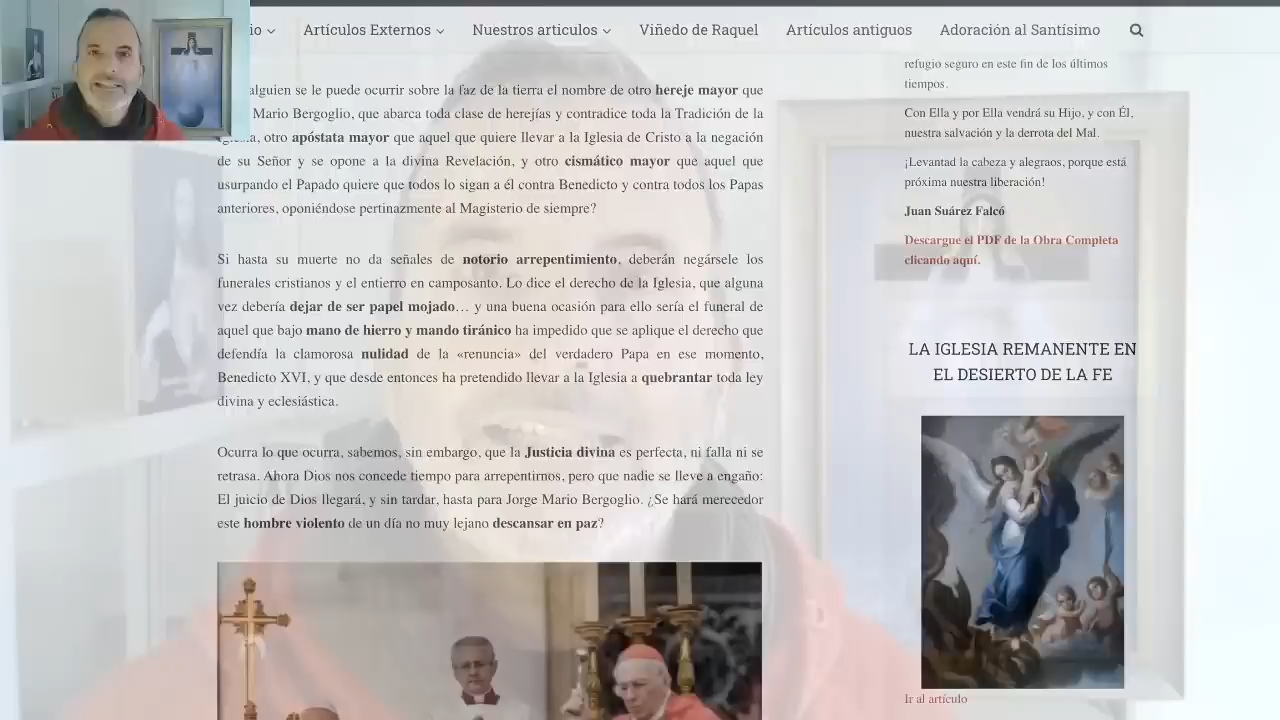 Artículos Externos
Nuestros articulos
Viñedo de Raquel
Artículos antiguos
Adoración al Santísimo
alguien se le puede ocurrir sobre la faz de la tierra el nombre de otro hereje mayor que
Mario Bergoglio, que abarca toda clase de herejías y contradice toda la Tradición de la
otro apóstata mayor que aquel que quiere llevar a la Iglesia de Cristo a la negación
de su Señor y se opone a la divina Revelación, y otro cismático mayor que aquel que
usurpando el Papado quiere que todos lo sigan a él contra Benedicto y contra todos los Papas
anteriores, oponiéndose pertinazmente al Magisterio de siempre?
Si hasta su muerte no da señales de notorio arrepentimiento, deberán negársele los
funerales cristianos y el entierro en camposanto. Lo dice el derecho de la Iglesia, que alguna
vez debería dejar de ser papel mojado… y una buena ocasión para ello sería el funeral de
aquel que bajo mano de hierro y mando tiránico ha impedido que se aplique el derecho que
defendía la clamorosa nulidad de la «renuncia» del verdadero Papa en ese momento,
Benedicto XVI, y que desde entonces ha pretendido llevar a la Iglesia a quebrantar toda ley
divina y eclesiástica.
Ocurra lo que ocurra, sabemos, sin embargo, que la Justicia divina es perfecta, ni falla ni se
retrasa. Ahora Dios nos concede tiempo para arrepentirnos, pero que nadie se lleve a engaño:
El juicio de Dios llegará, y sin tardar, hasta para Jorge Mario Bergoglio. ¿Se hará merecedor
este hombre violento de un día no muy lejano descansar en paz?
refugio seguro en este fin de los últimos
tiempos.
Con Ella y por Ella vendrá su Hijo, y con Él,
nuestra salvación y la derrota del Mal.
¡Levantad la cabeza y alegraos, porque está
próxima nuestra liberación!
Juan Suárez Falcó
Descargue el PDF de la Obra Completa
clicando aquí.
LA IGLESIA REMANENTE EN
EL DESIERTO DE LA FE
Ir al artículo